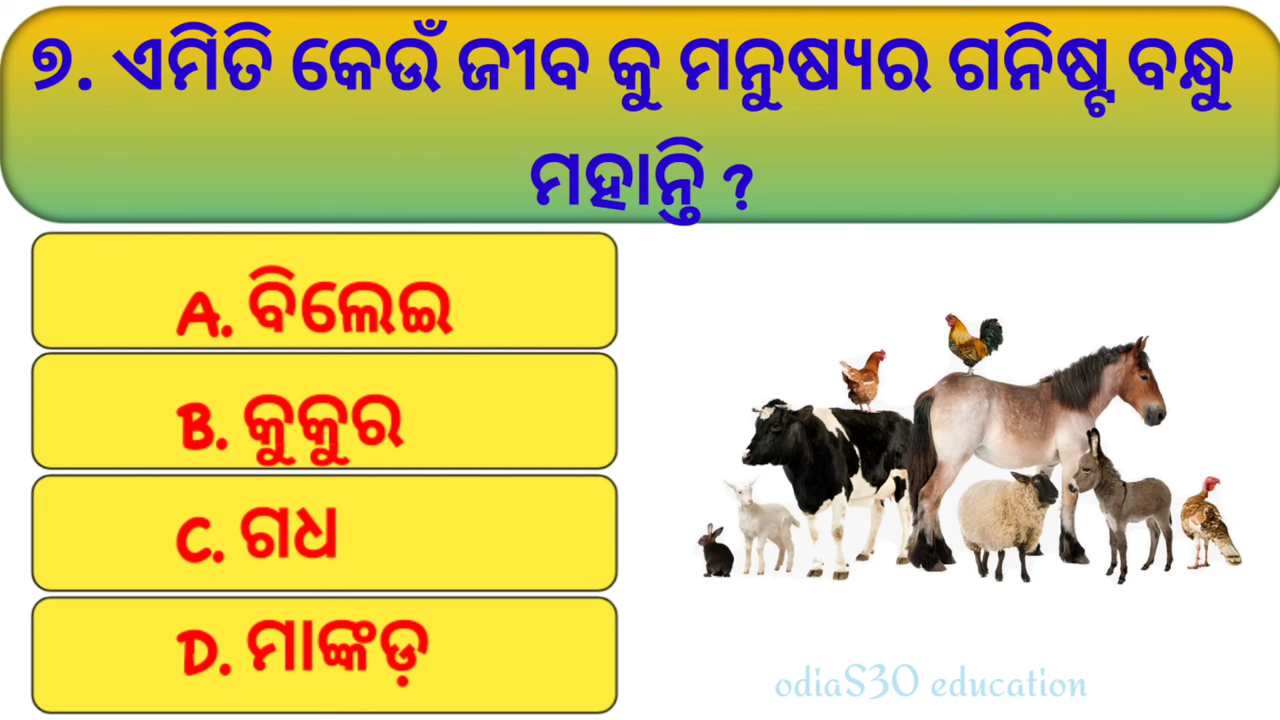 ୭. ଏମିତି କେଉଁ ଜୀବ କୁ ମନୁଷ୍ୟର ଗନିଷ୍ଟ ବନ୍ଧୁ
ମହାନ୍ତି ?
A. ବିଲେଇ
B. କୁକୁର
C. ଗଧ
D. ମାଙ୍କଡ଼
odiaS30 education